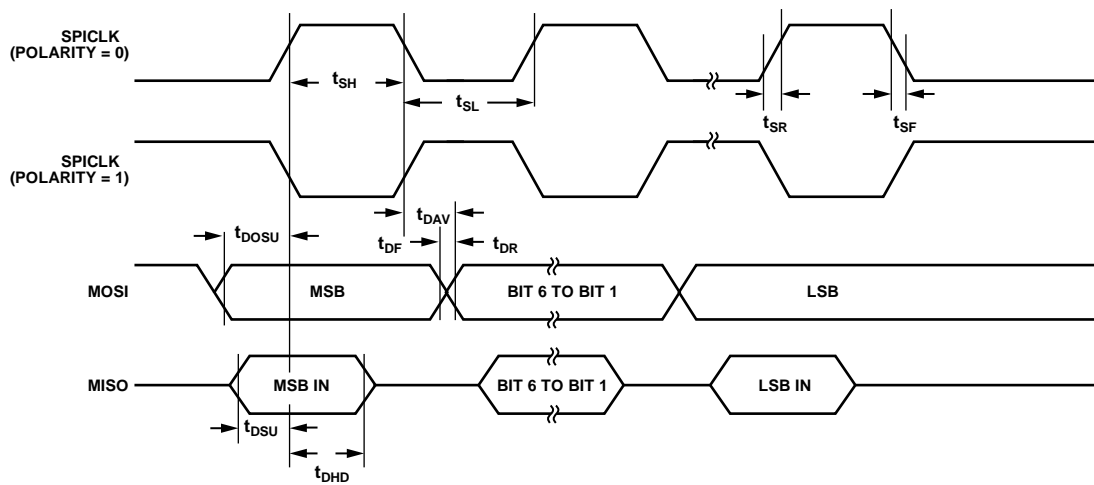 SPICLK
(POLARITY = 0)
tSH
tSL
tSR
tSF
SPICLK
(POLARITY = 1)
tDAV
tDOSU
tDF
tDR
MOSI
MSB
BIT 6 TO BIT 1
LSB
MISO
MSB IN
BIT 6 TO BIT 1
LSB IN
tDSU
tDHD